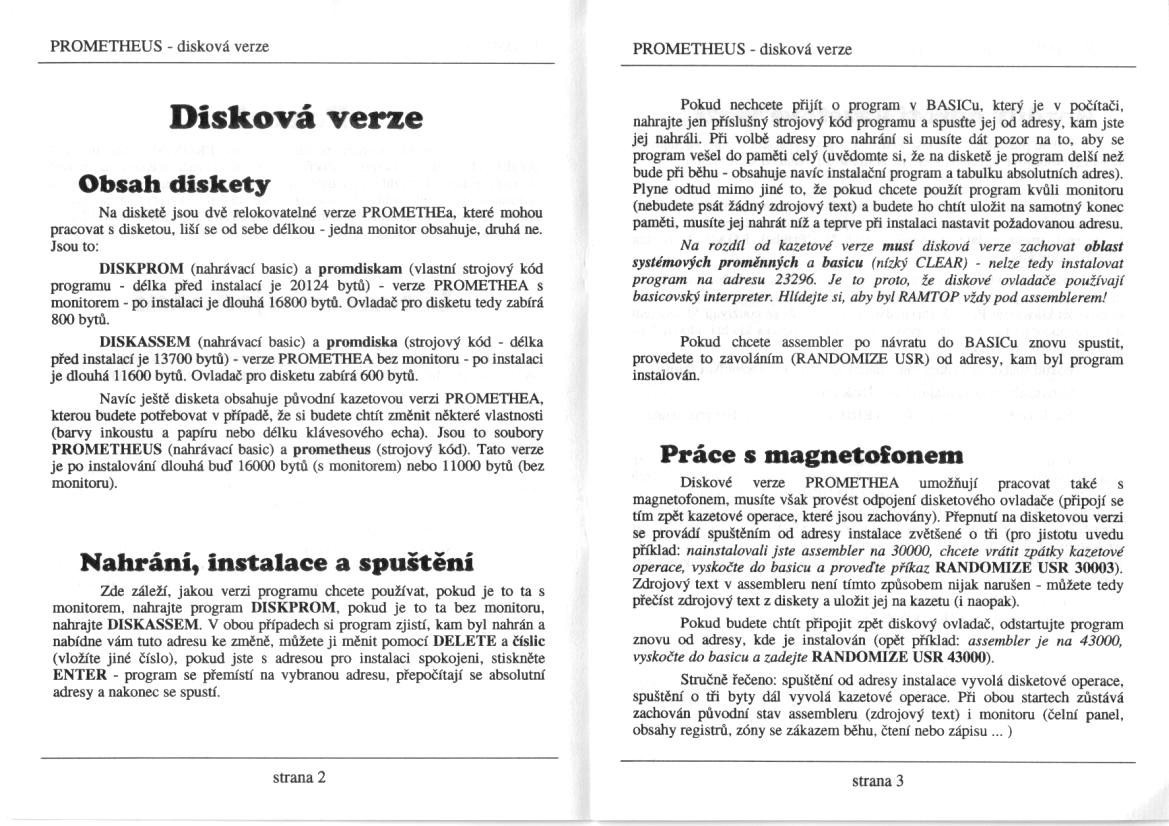 PROMETHEUS - disková verze
Disková verze
Obsah diskety
Na disketě jsou dvě relokovatelné verze PROMETHEa, které mohou
pracovat s disketou, liší se od sebe délkou - jedna monitor obsahuje, druhá ne.
Jsou to:
DISKPROM (nahrávací basic) a promdiskam (vlastní strojový kód
programu - délka před instalací je 20124 bytů) - verze PROMETHEA s
monitorem - po instalaci je dlouhá 16800 bytů. Ovladač pro disketu tedy zabírá
800 bytů.
DISKASSEM (nahrávací basic) a promdiska (strojový kód - délka
před instalací je 13700 bytů) - verze PROMETHEA bez monitoru - po instalaci
je dlouhá 11600 bytů. Ovladač pro disketu zabírá 600 bytů.
Navíc ještě disketa obsahuje původní kazetovou verzi PROMETHEA,
kterou budete potřebovat v případě, že si budete chtít změnit některé vlastnosti
(barvy inkoustu a papíru nebo délku klávesového echa). Jsou to soubory
PROMETHEUS (nahrávací basic) a prometheus (strojový kód). Tato verze
je po instalování dlouhá buď 16000 bytů (s monitorem) nebo 11000 bytů (bez
monitoru).
Nahrání, instalace a spuštění
Zde záleží, jakou verzi programu chcete používat, pokud je to ta s
monitorem, nahrajte program DISKPROM, pokud je to ta bez monitoru,
nahrajte DISKASSEM. V obou případech si program zjistí, kam byl nahrán a
nabídne vám tuto adresu ke změně, můžete ji měnit pomocí DELETE a číslic
(vložíte jiné číslo), pokud jste s adresou pro instalaci spokojeni, stiskněte
ENTER - program se přemístí na vybranou adresu, přepočítají se absolutní
adresy a nakonec se spustí.
strana 2
PROMETHEUS - disková verze
Pokud nechcete přijít o program v BASICu, který je v počítači,
nahrajte jen příslušný strojový kód programu a spusťte jej od adresy, kam jste
jej nahráli. Při volbě adresy pro nahrání si musíte dát pozor na to, aby se
program vešel do paměti celý (uvědomte si, že na disketě je program delší než
bude při běhu - obsahuje navíc instalační program a tabulku absolutních adres).
Plyne odtud mimo jiné to, že pokud chcete použít program kvůli monitoru
(nebudete psát žádný zdrojový text) a budete ho chtít uložit na samotný konec
paměti, musíte jej nahrát níž a teprve při instalaci nastavit požadovanou adresu.
Na rozdíl od kazetové verze musí disková verze zachovat oblast
systémových proměnných a basicu (nízký CLEAR) - nelze tedy instalovat
program na adresu 23296. Je to proto, že diskové ovladače používají
basicovský interpreter. Hlídejte si, aby byl RAMTOP vždy pod assemblerem!
Pokud chcete assembler po návratu do BASICu znovu spustit,
provedete to zavoláním (RANDOMIZE USR) od adresy, kam byl program
instalován.
Práce s magnetofonem
Diskové verze PROMETHEA umožňují pracovat také s
magnetofonem, musíte však provést odpojení disketového ovladače (připojí se
tím zpět kazetové operace, které jsou zachovány). Přepnutí na disketovou verzi
se provádí spuštěním od adresy instalace zvětšené o tři (pro jistotu uvedu
příklad: nainstalovali jste assembler na 30000, chcete vrátit zpátky kazetové
operace, vyskočte do basicu a proveďte příkaz RANDOMIZE USR 30003).
Zdrojový text v assembleru není tímto způsobem nijak narušen - můžete tedy
přečíst zdrojový text z diskety a uložit jej na kazetu (i naopak).
Pokud budete chtít připojit zpět diskový ovladač, odstartujte program
znovu od adresy, kde je instalován (opět příklad: assembler je na 43000,
vyskočte do basicu a zadejte RANDOMIZE USR 43000).
Stručně řečeno: spuštění od adresy instalace vyvolá disketové operace,
spuštění o tři byty dál vyvolá kazetové operace. Při obou startech zůstává
zachován původní stav assembleru (zdrojový text) i monitoru (čelní panel,
obsahy registrů, zóny se zákazem běhu, čtení nebo zápisu ... )
strana 3